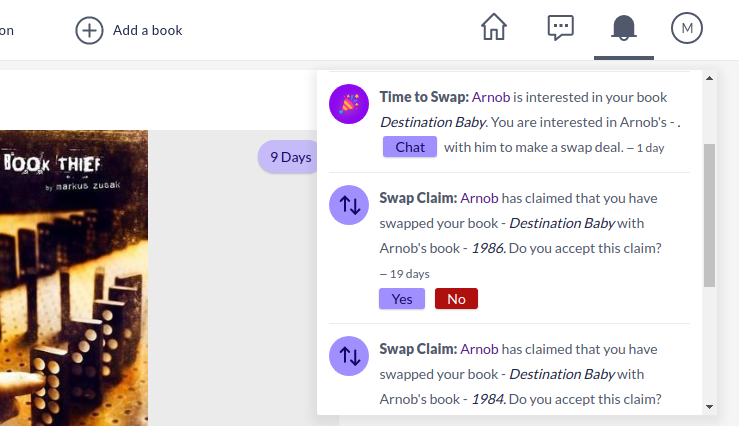 on
Add a book
M
BOOK THIEF
by markus zusak
9 Days
Time to Swap: Arnob is interested in your book
Destination Baby. You are interested in Arnob's - .
Chat with him to make a swap deal. – 1 day
Swap Claim: Arnob has claimed that you have
swapped your book - Destination Baby with
Arnob's book - 1986. Do you accept this claim?
– 19 days
Yes No
Swap Claim: Arnob has claimed that you have
swapped your book - Destination Baby with
Arnob's book - 1984. Do you accept this claim?